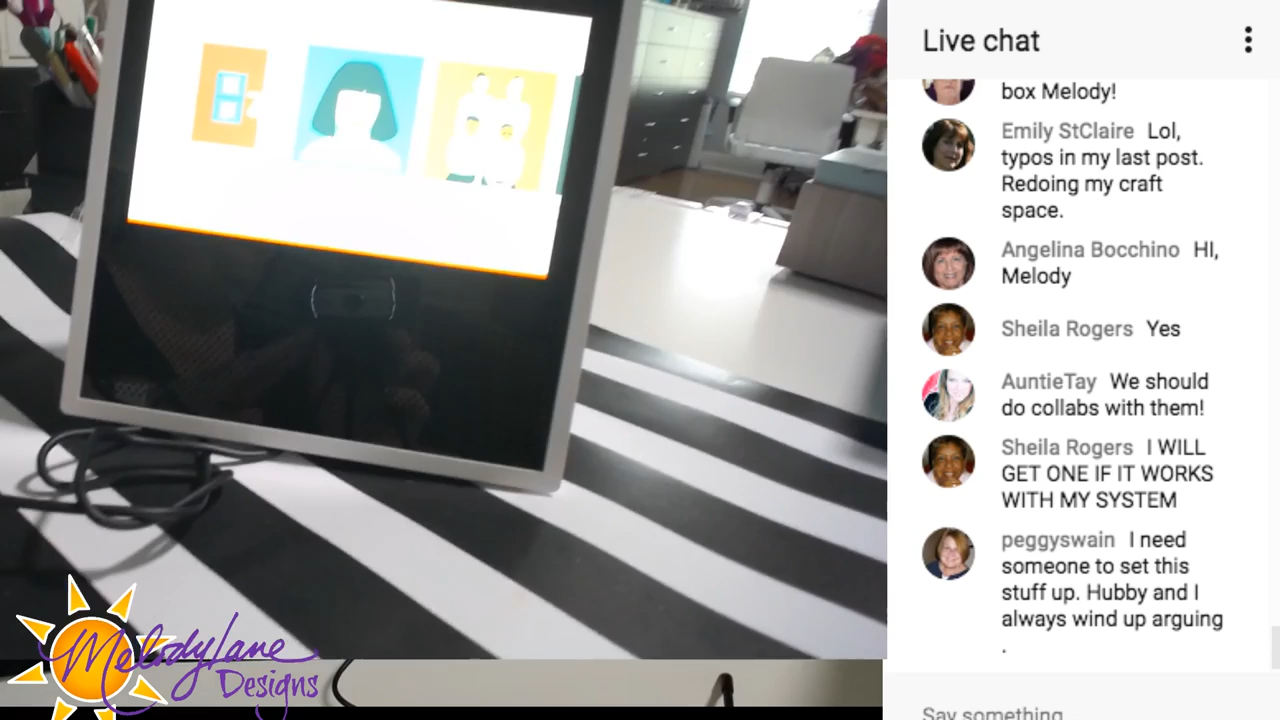 Live chat
box Melody!
Emily StClaire Lol,
typos in my last post.
Redoing my craft
space.
Angelina Bocchino HI,
Melody
Sheila Rogers Yes
AuntieTay We should
do collabs with them!
Sheila Rogers I WILL
GET ONE IF IT WORKS
WITH MY SYSTEM
peggyswain I need
someone to set this
stuff up. Hubby and I
always wind up arguing
.
Say something
MelodyLane
Designs